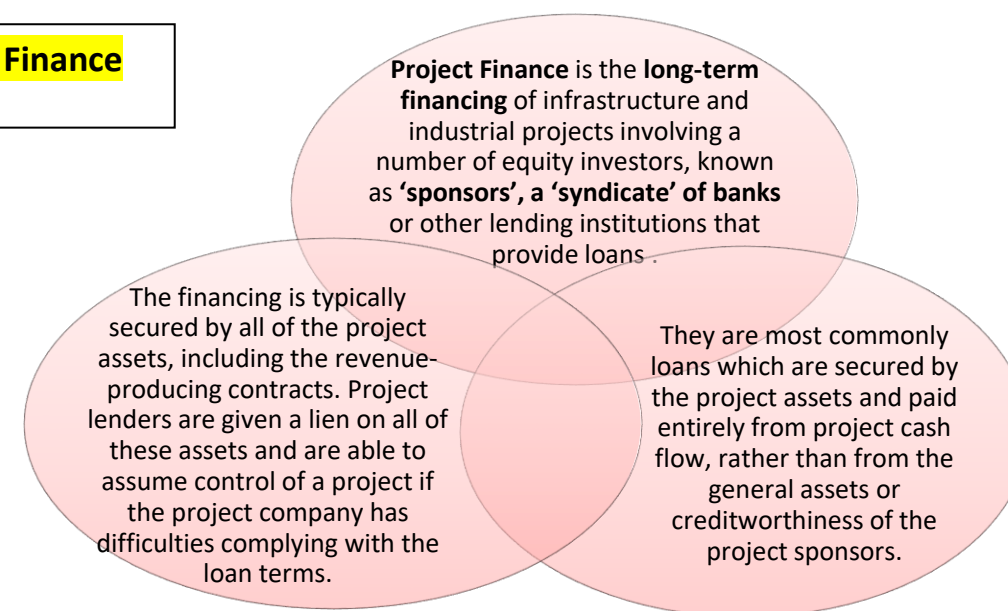 Finance
Project Finance is the long-term
financing of infrastructure and
industrial projects involving a
number of equity investors, known
as ‘sponsors’, a ‘syndicate’ of banks
or other lending institutions that
provide loans .
The financing is typically
secured by all of the project
assets, including the revenue-
producing contracts. Project
lenders are given a lien on all of
these assets and are able to
assume control of a project if
the project company has
difficulties complying with the
loan terms.
They are most commonly
loans which are secured by
the project assets and paid
entirely from project cash
flow, rather than from the
general assets or
creditworthiness of the
project sponsors.